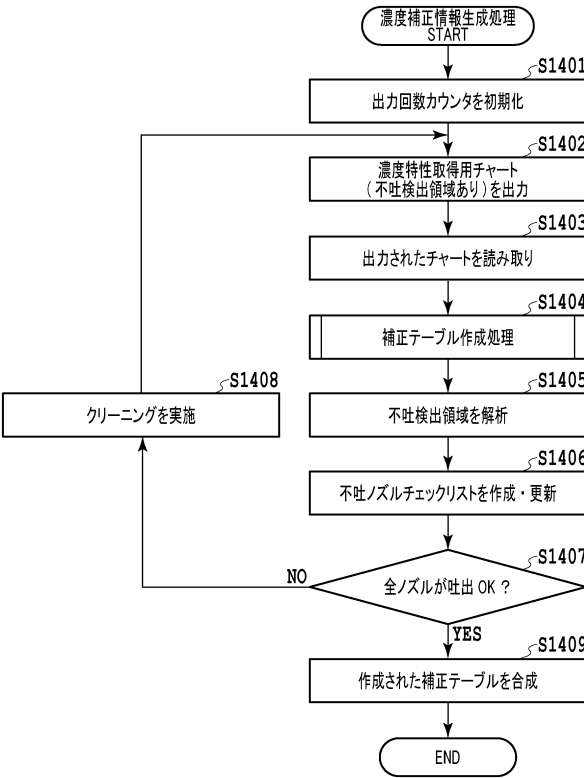 濃度補正情報生成処理
START
S1401
出力回数カウンタを初期化
S1402
濃度特性取得用チャート
(不吐検出領域あり)を出力
S1403
出力されたチャートを読み取り
S1404
補正テーブル作成処理
S1405
不吐検出領域を解析
S1406
不吐ノズルチェックリストを作成・更新
S1407
全ノズルが吐出OK?
NO
YES
S1408
クリーニングを実施
S1409
作成された補正テーブルを合成
END